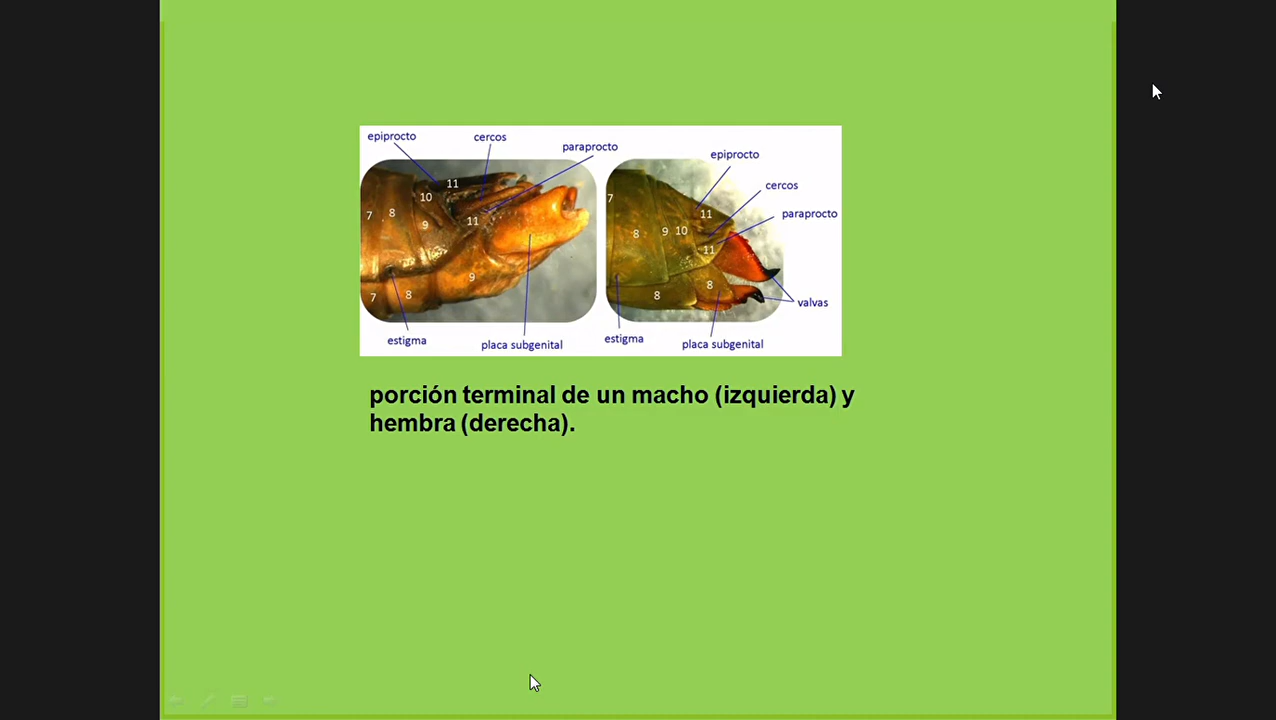 epiprocto
cercos
paraprocto
11
10
7
8
9
11
9
7
8
estigma
placa subgenital
epiprocto
cercos
paraprocto
7
11
8
9
10
11
8
8
valvas
estigma
placa subgenital
porción terminal de un macho (izquierda) y
hembra (derecha).